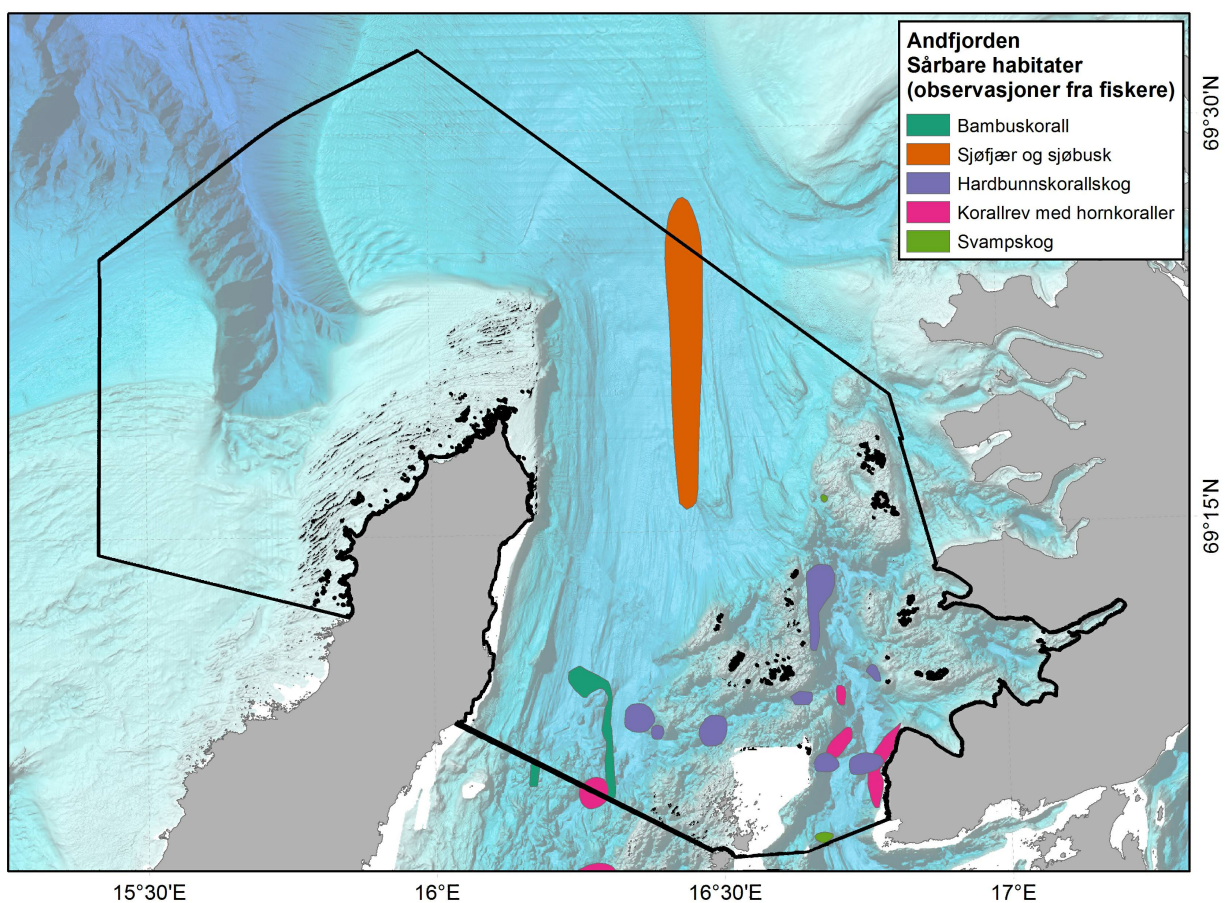 Andfjorden
Sårbare habitater
(observasjoner fra fiskere)
Bambuskorall
Sjøfjær og sjøbusk
Hardbunnskorallskog
Korallrev med hornkoraller
Svampskog
69°30'N
69°15'N
15°30'E
16°E
16°30'E
17°E